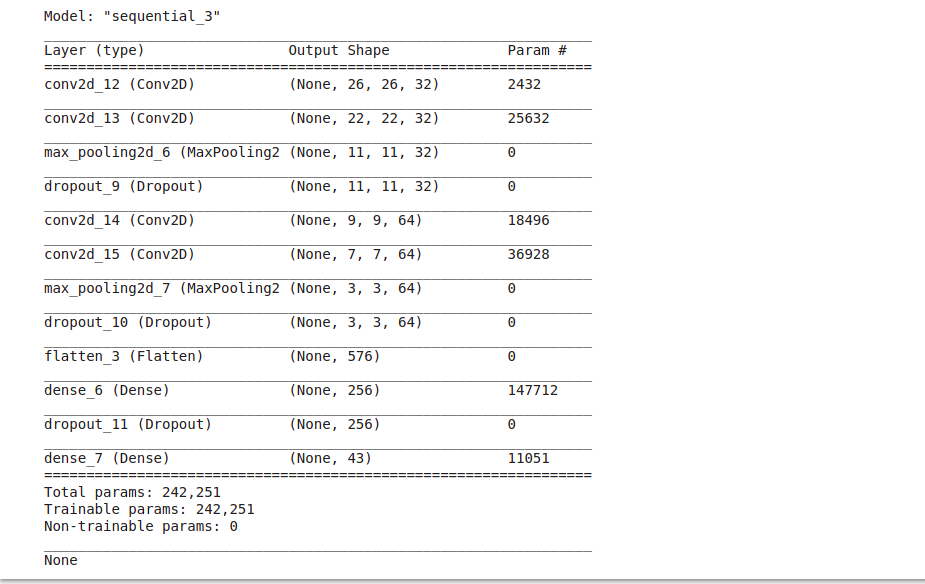 Model: "sequential_3"
Layer (type)                 Output Shape              Param #
=================================================================
conv2d_12 (Conv2D)           (None, 26, 26, 32)        2432
conv2d_13 (Conv2D)           (None, 22, 22, 32)        25632
max_pooling2d_6 (MaxPooling2 (None, 11, 11, 32)        0
dropout_9 (Dropout)          (None, 11, 11, 32)        0
conv2d_14 (Conv2D)           (None, 9, 9, 64)          18496
conv2d_15 (Conv2D)           (None, 7, 7, 64)          36928
max_pooling2d_7 (MaxPooling2 (None, 3, 3, 64)          0
dropout_10 (Dropout)         (None, 3, 3, 64)          0
flatten_3 (Flatten)          (None, 576)               0
dense_6 (Dense)              (None, 256)               147712
dropout_11 (Dropout)         (None, 256)               0
dense_7 (Dense)              (None, 43)                11051
=================================================================
Total params: 242,251
Trainable params: 242,251
Non-trainable params: 0
None